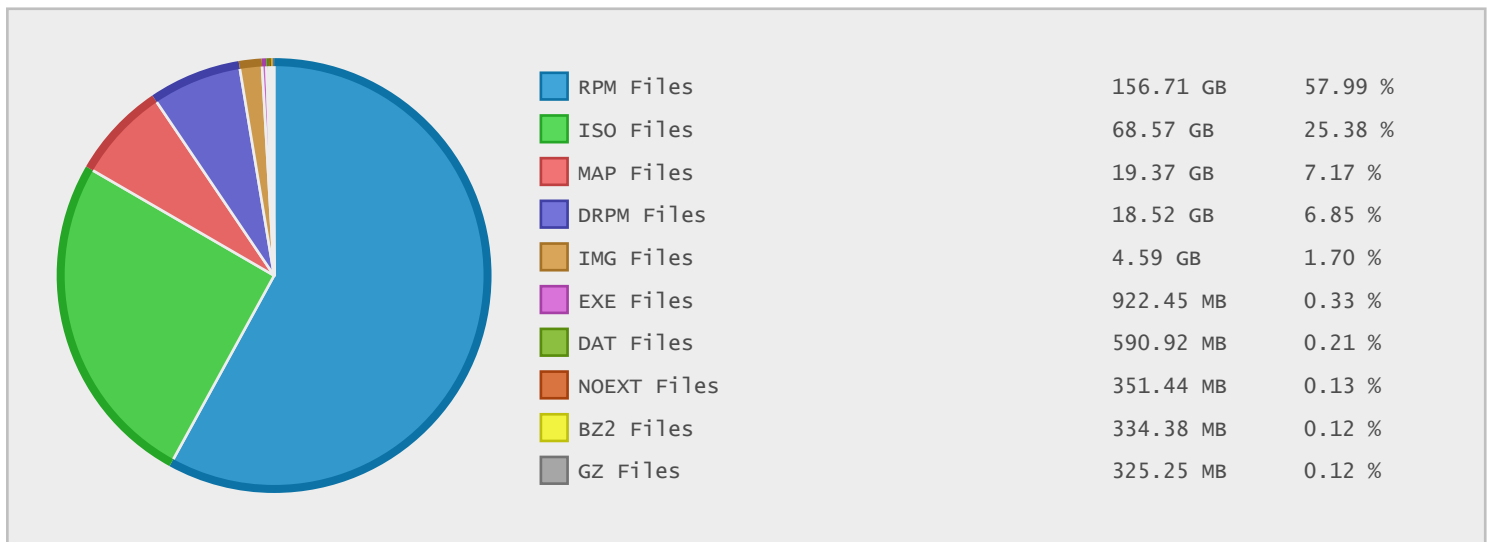 RPM Files 156.71 GB 57.99 %
ISO Files 68.57 GB 25.38 %
MAP Files 19.37 GB 7.17 %
DRPM Files 18.52 GB 6.85 %
IMG Files 4.59 GB 1.70 %
EXE Files 922.45 MB 0.33 %
DAT Files 590.92 MB 0.21 %
NOEXT Files 351.44 MB 0.13 %
BZ2 Files 334.38 MB 0.12 %
GZ Files 325.25 MB 0.12 %